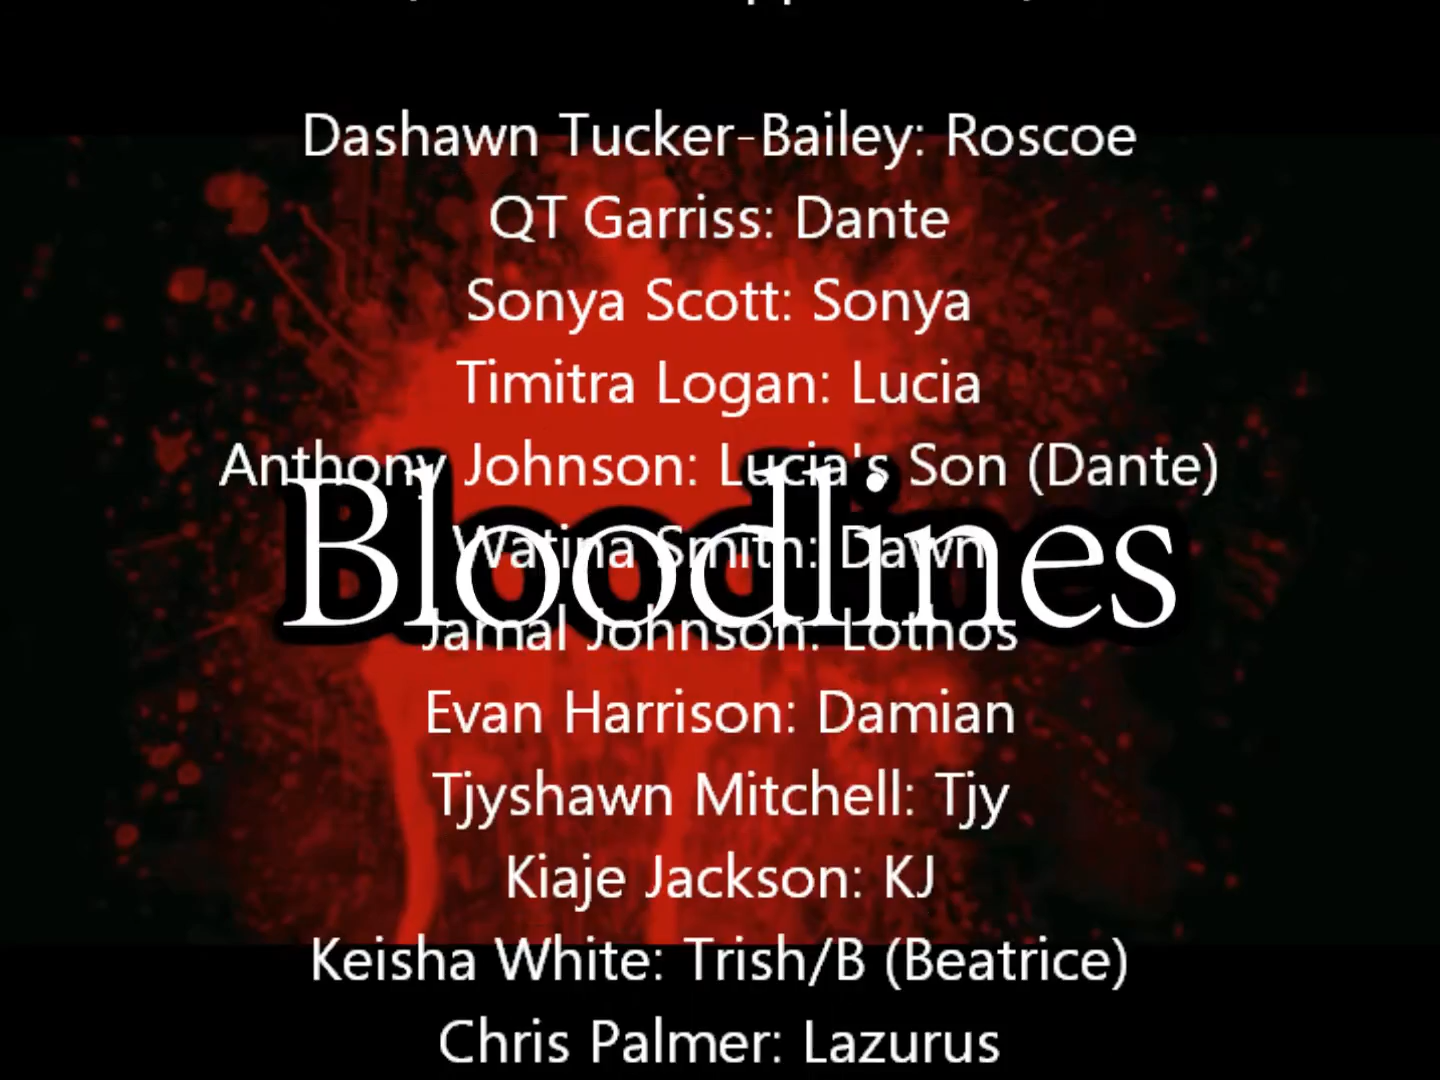 Dashawn Tucker-Bailey: Roscoe
QT Garriss: Dante
Sonya Scott: Sonya
Timitra Logan: Lucia
Anthony Johnson: Lucia's Son (Dante)
Bloodlines
Watina Smith: Dawn
Jamal Johnson: Lothos
Evan Harrison: Damian
Tjyshawn Mitchell: Tjy
Kiaje Jackson: KJ
Keisha White: Trish/B (Beatrice)
Chris Palmer: Lazurus